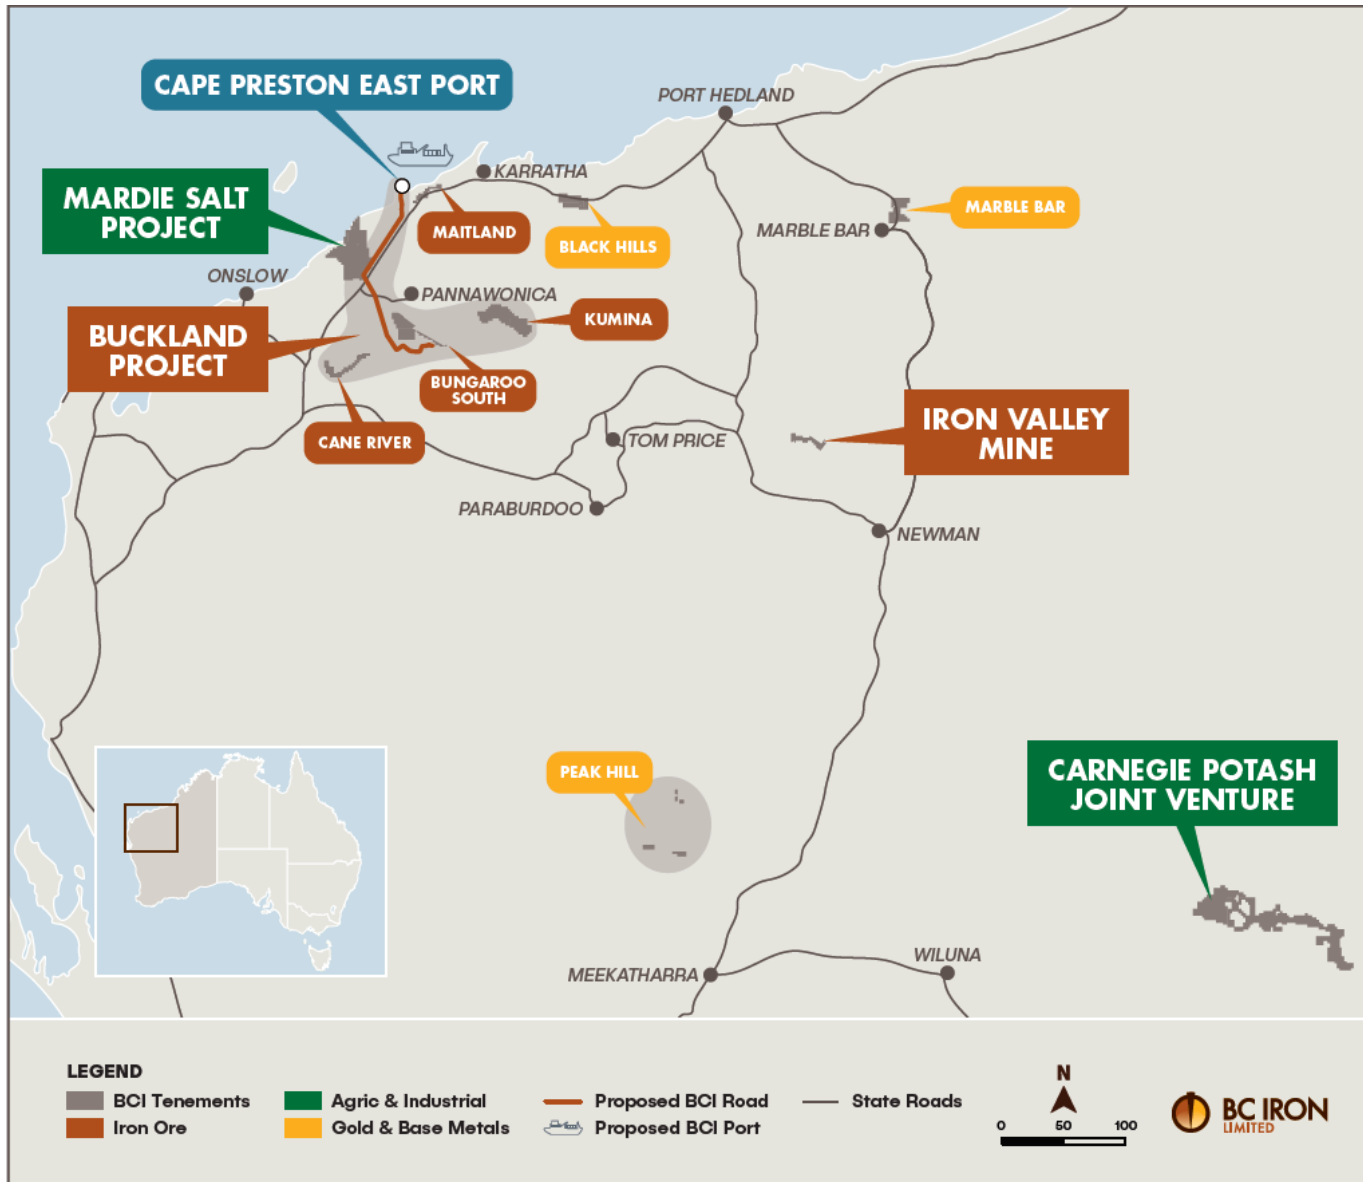 CAPE PRESTON EAST PORT
PORT HEDLAND
KARRATHA
MARDIE SALT
PROJECT
MAITLAND
BLACK HILLS
MARBLE BAR
MARBLE BAR
ONSLOW
PANNAWONICA
BUCKLAND
PROJECT
KUMINA
BUNGAROO
SOUTH
CANE RIVER
IRON VALLEY
MINE
TOM PRICE
PARABURDOO
NEWMAN
PEAK HILL
CARNEGIE POTASH
JOINT VENTURE
MEEKATHARRA
WILUNA
LEGEND
BCI Tenements
Iron Ore
Agric & Industrial
Gold & Base Metals
Proposed BCI Road
Proposed BCI Port
State Roads
N
0 50 100
BC IRON
LIMITED